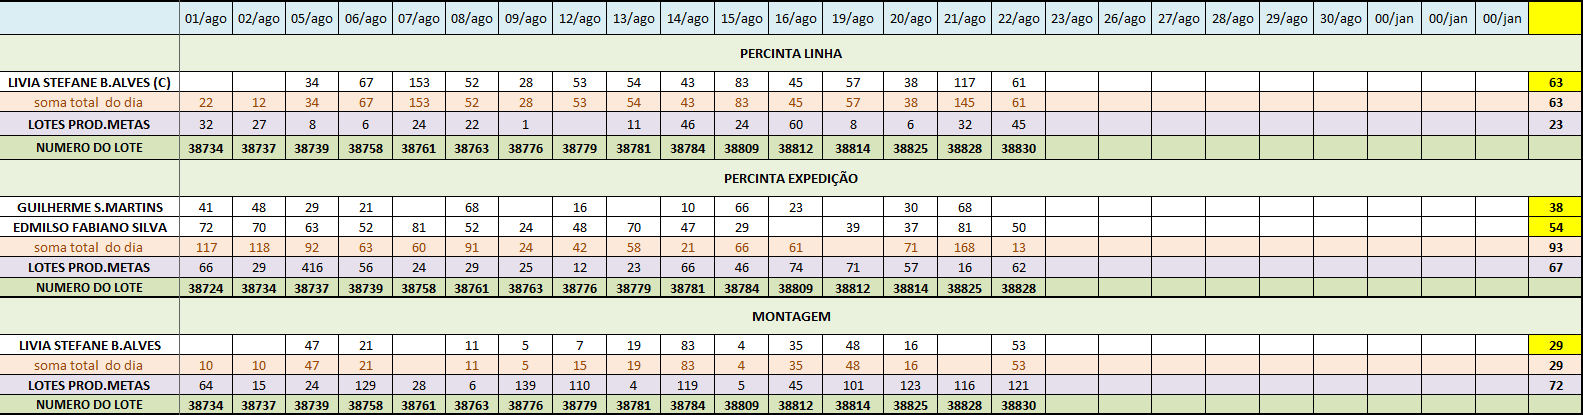 01/ago 02/ago 05/ago 06/ago 07/ago 08/ago 09/ago 12/ago 13/ago 14/ago 15/ago 16/ago 19/ago 20/ago 21/ago 22/ago 23/ago 26/ago 27/ago 28/ago 29/ago 30/ago 00/jan 00/jan 00/jan
PERCINTA LINHA
LIVIA STEFANE B.ALVES (C) 34 67 153 52 28 53 54 43 83 45 57 38 117 61 63
soma total do dia 22 12 34 67 153 52 28 53 54 43 83 45 57 38 145 61 63
LOTES PROD.METAS 32 27 8 6 24 22 1 11 46 24 60 8 6 32 45 23
NUMERO DO LOTE 38734 38737 38739 38758 38761 38763 38776 38779 38781 38784 38809 38812 38814 38825 38828 38830
PERCINTA EXPEDIÇÃO
GUILHERME S.MARTINS 41 48 29 21 68 16 10 66 23 30 68 38
EDMILSO FABIANO SILVA 72 70 63 52 81 52 24 48 70 47 29 39 37 81 50 54
soma total do dia 117 118 92 63 60 91 24 42 58 21 66 61 71 168 13 93
LOTES PROD.METAS 66 29 416 56 24 29 25 12 23 66 46 74 71 57 16 62 67
NUMERO DO LOTE 38724 38734 38737 38739 38758 38761 38763 38776 38779 38781 38784 38809 38812 38814 38825 38828
MONTAGEM
LIVIA STEFANE B.ALVES 47 21 11 5 7 19 83 4 35 48 16 53 29
soma total do dia 10 10 47 21 11 5 15 19 83 4 35 48 16 53 29
LOTES PROD.METAS 64 15 24 129 28 6 139 110 4 119 5 45 101 123 116 121 72
NUMERO DO LOTE 38734 38737 38739 38758 38761 38763 38776 38779 38781 38784 38809 38812 38814 38825 38828 38830